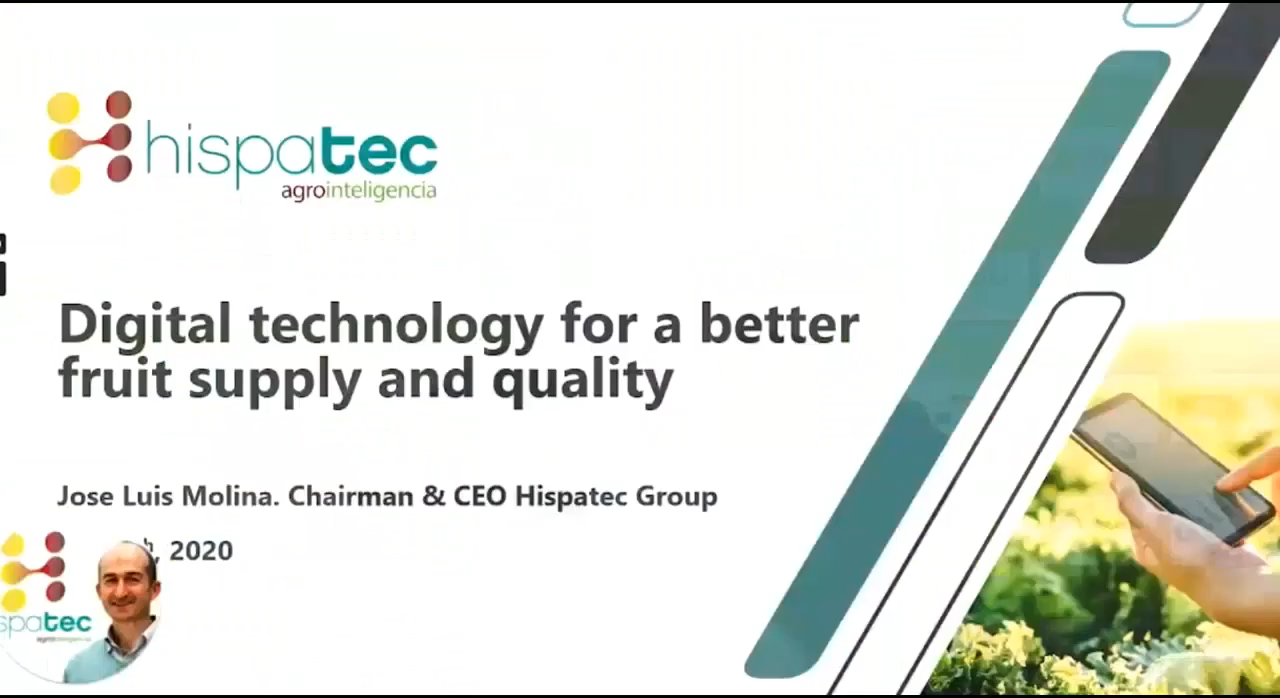 hispatec
agrointeligencia
Digital technology for a better
fruit supply and quality
Jose Luis Molina. Chairman & CEO Hispatec Group
h, 2020
spatec